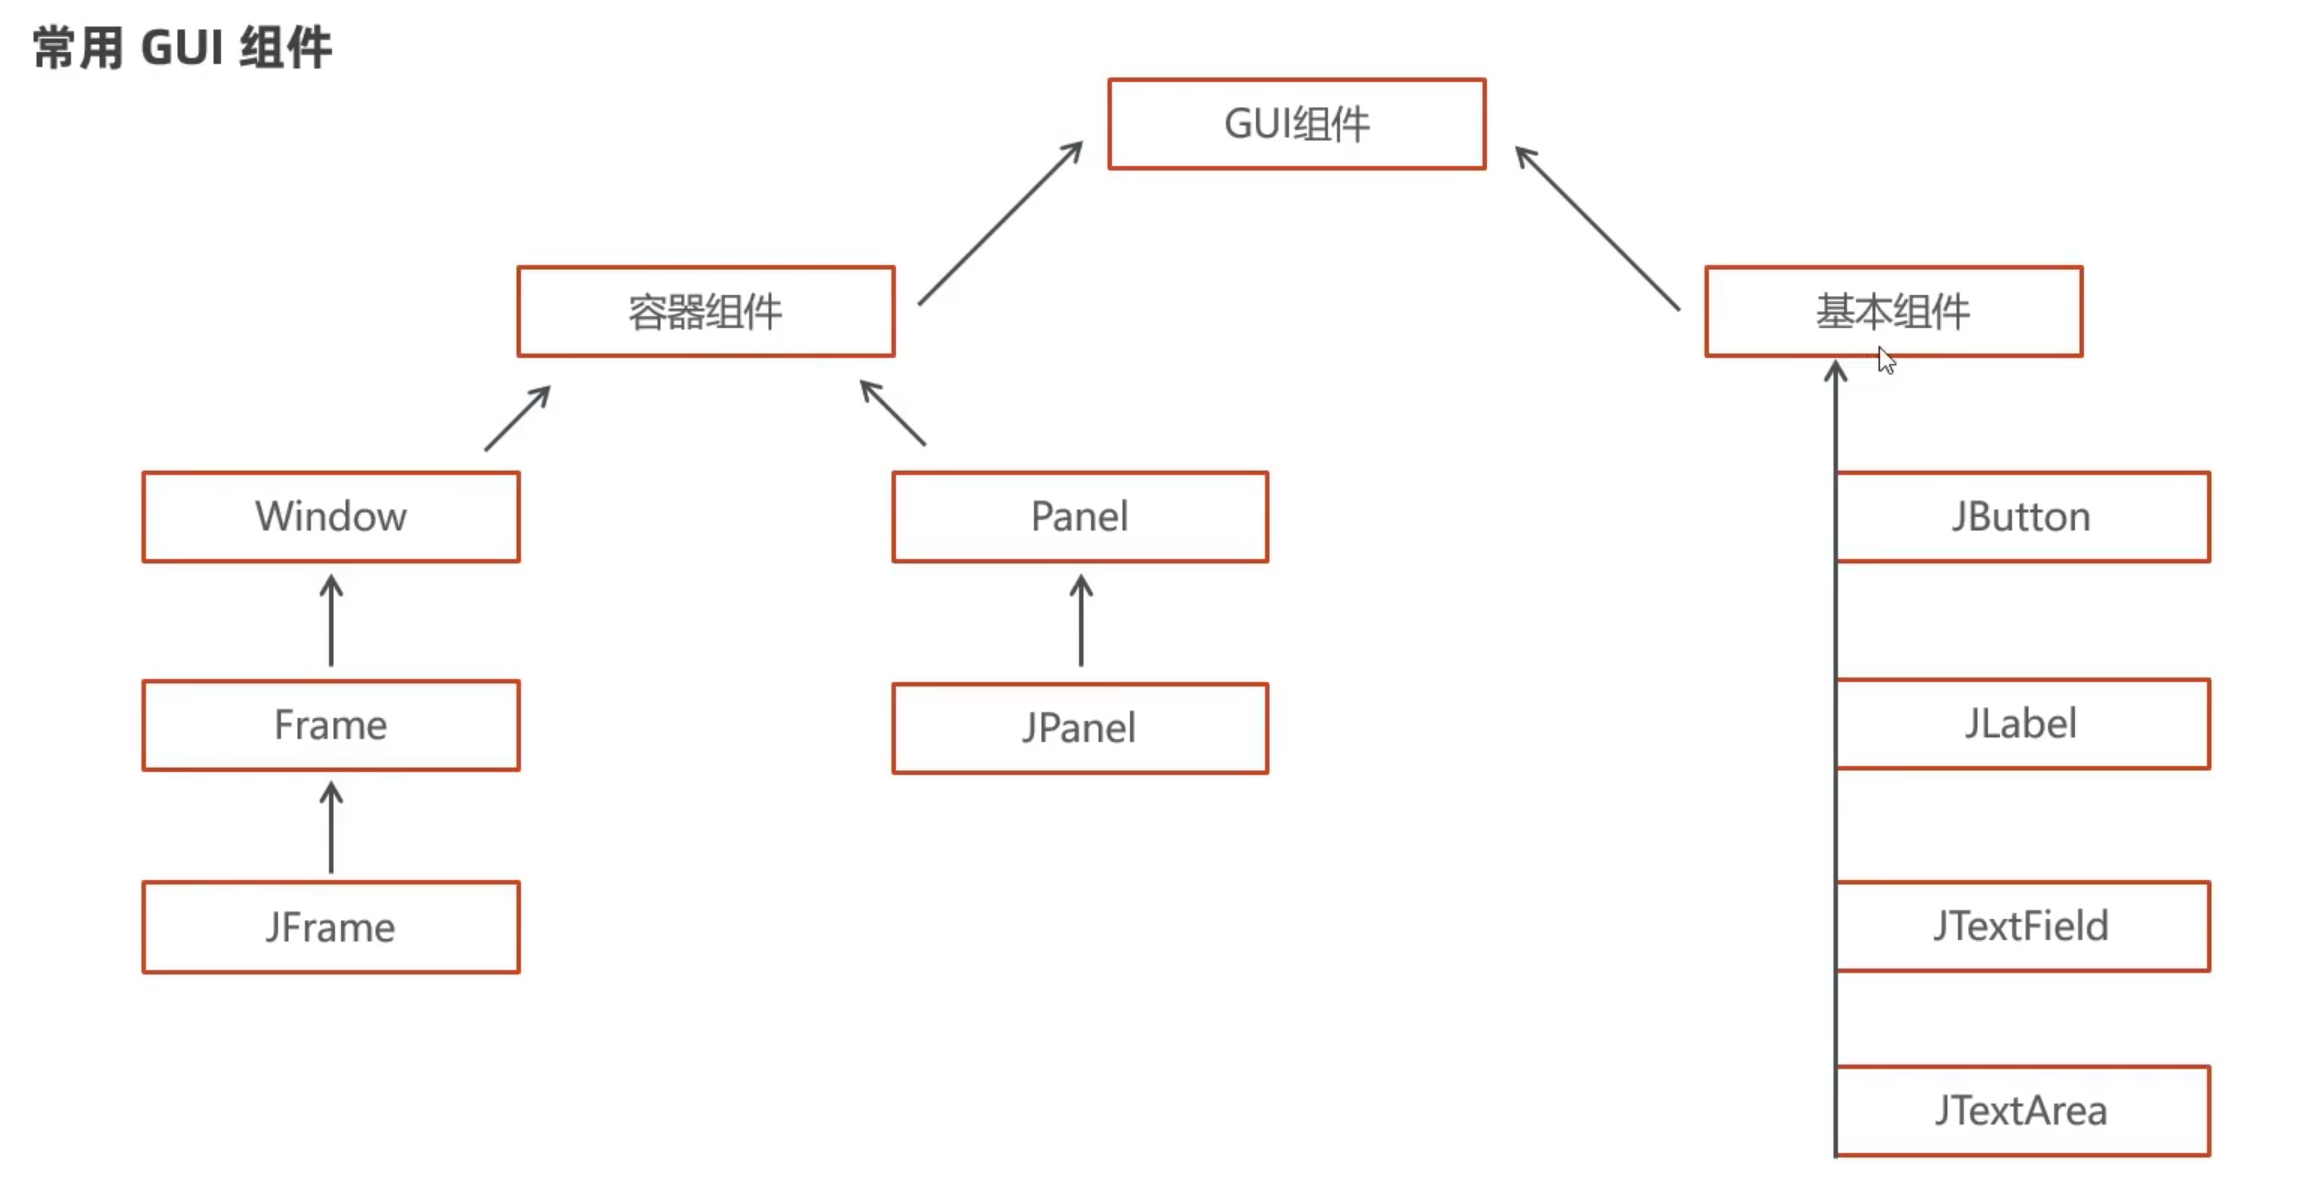 常用 GUI 组件
GUI组件
容器组件
基本组件
Window
Panel
JButton
Frame
JPanel
JLabel
JFrame
JTextField
JTextArea